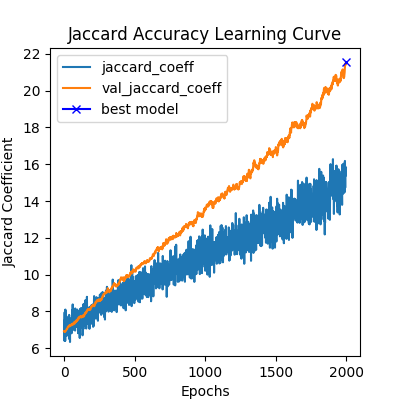 Jaccard Accuracy Learning Curve
jaccard_coeff
val_jaccard_coeff
best model
Jaccard Coefficient
22
20
18
16
14
12
10
8
6
0 500 1000 1500 2000
Epochs